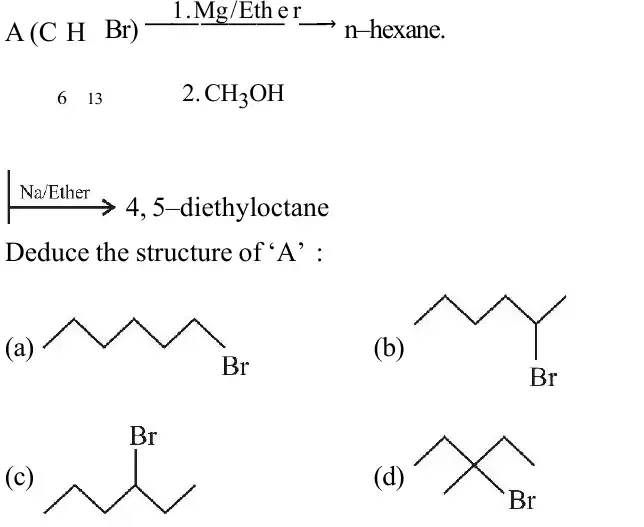 1.Mg/Eth e r
A (C H Br) n–hexane.
6 13 2. CH3OH
Na/Ether
4, 5–diethyloctane
Deduce the structure of ‘A’ :
(a) Br
(b) Br
(c) Br
(d) Br